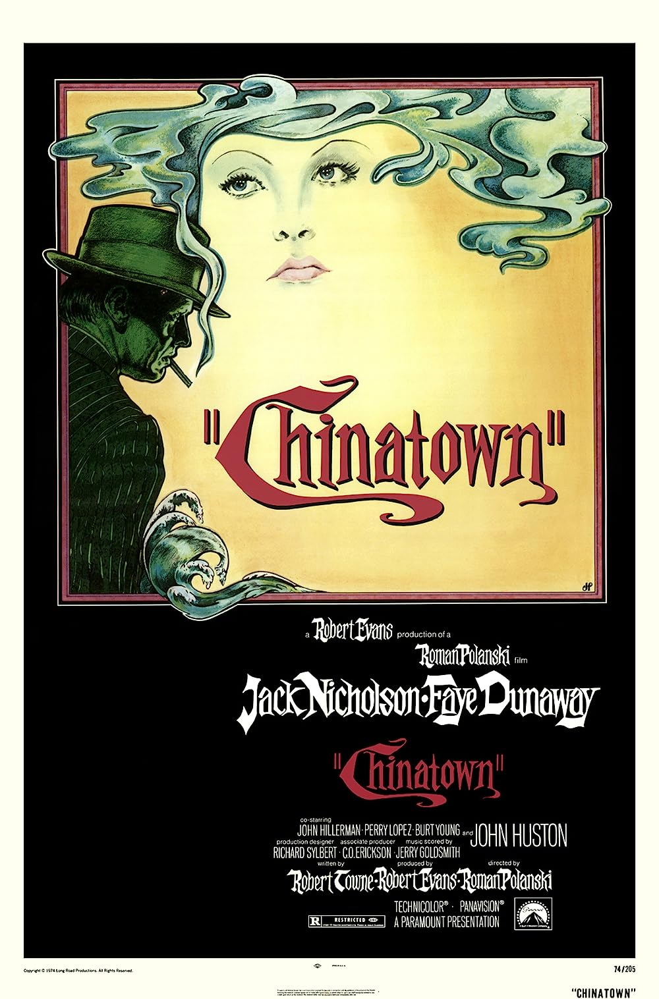 "Chinatown"
a Robert Evans production of a
Roman Polanski film
Jack Nicholson·Faye Dunaway
"Chinatown"
co-starring
JOHN HILLERMAN·PERRY LOPEZ·BURT YOUNG and JOHN HUSTON
production designer associate producer music scored by
RICHARD SYLBERT·C.O. ERICKSON·JERRY GOLDSMITH
written by produced by directed by
Robert Towne·Robert Evans·Roman Polanski
TECHNICOLOR® · PANAVISION®
A PARAMOUNT PRESENTATION
Paramount
R RESTRICTED
Copyright © 1974 Long Road Productions. All Rights Reserved.
74/205
"CHINATOWN"